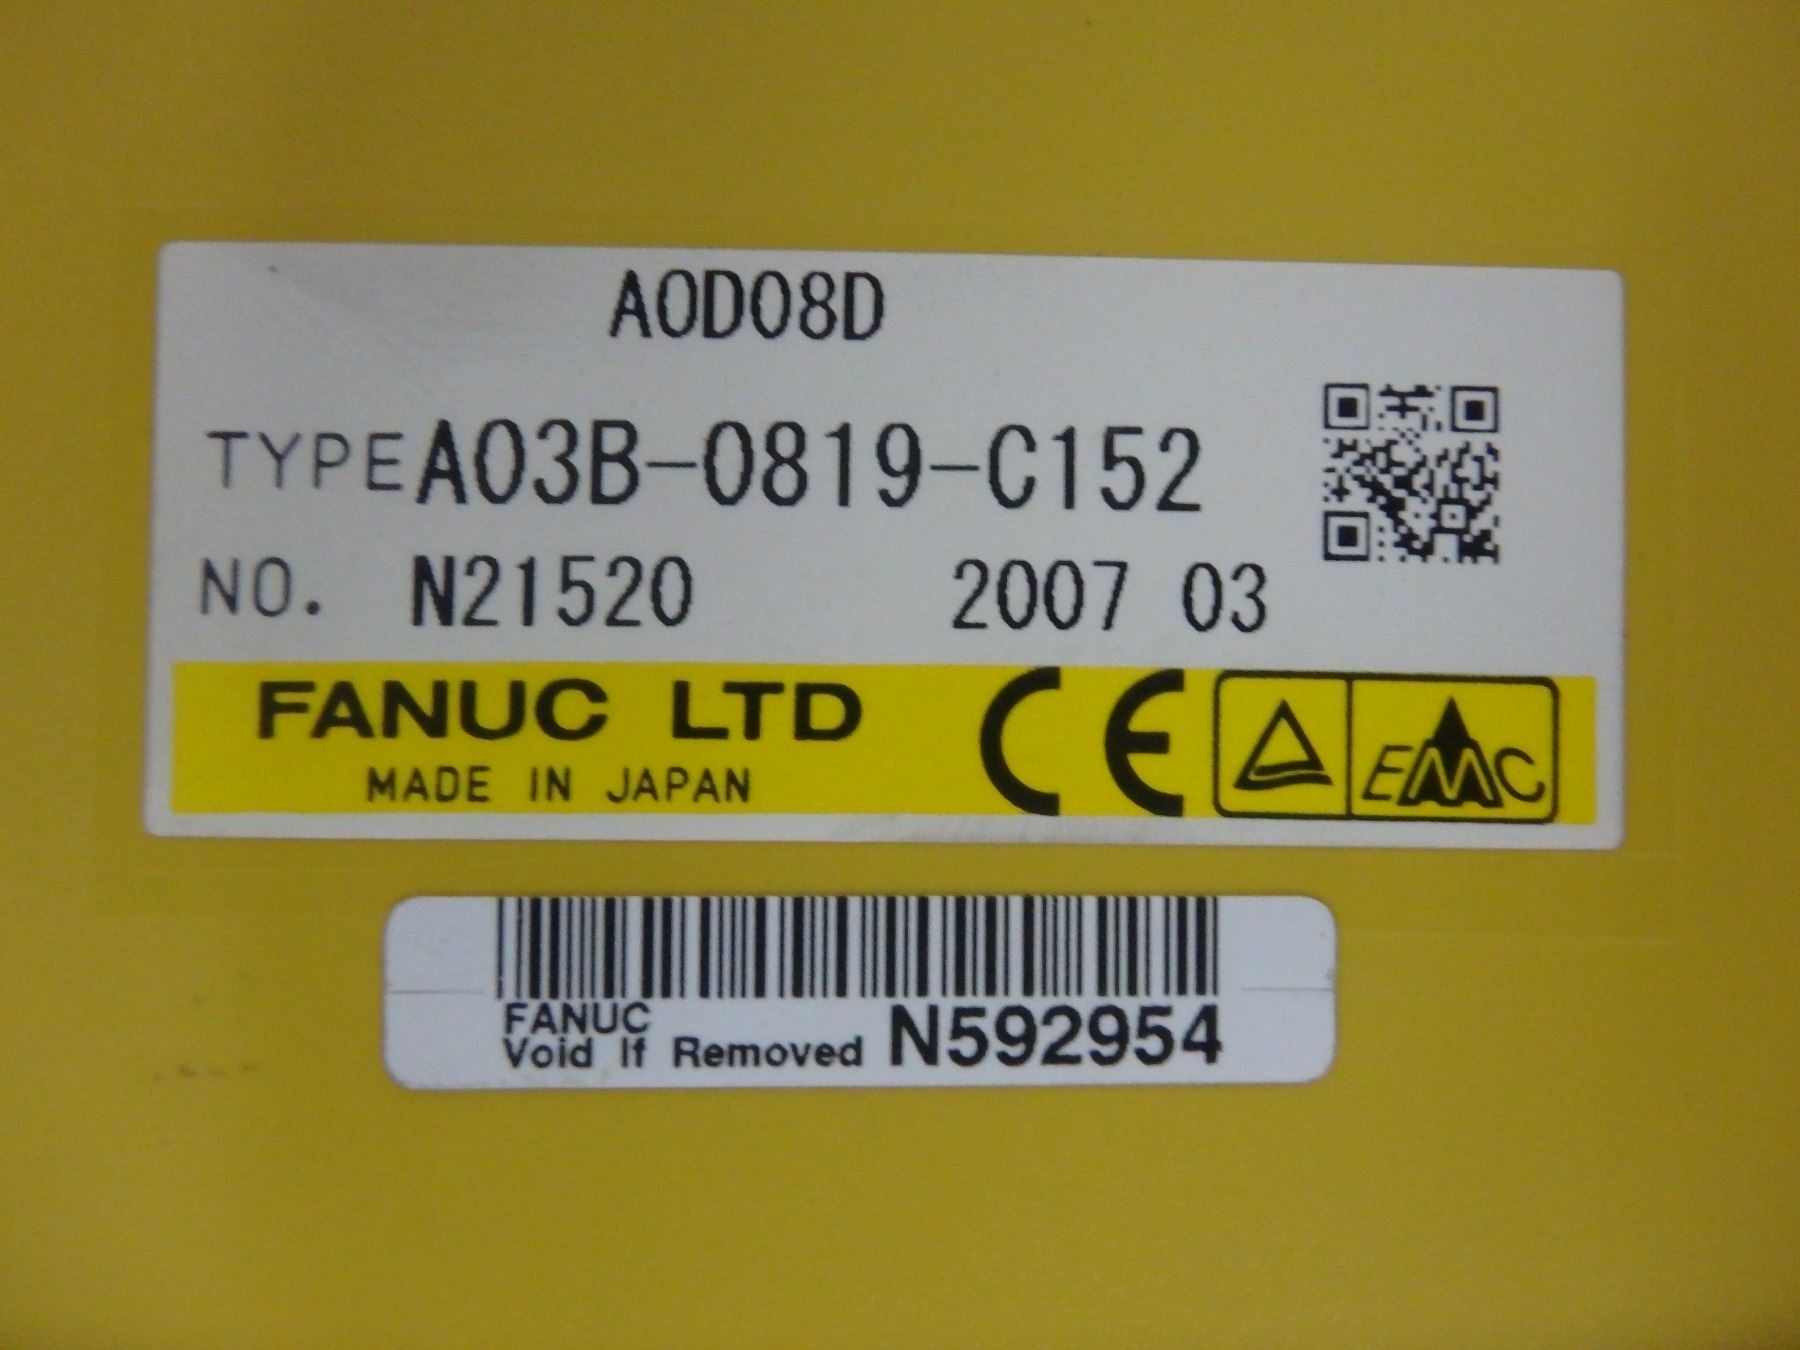 AOD08D
TYPE A03B-0819-C152
NO. N21520 2007 03
FANUC LTD CE EMC
MADE IN JAPAN
FANUC
Void If Removed N592954